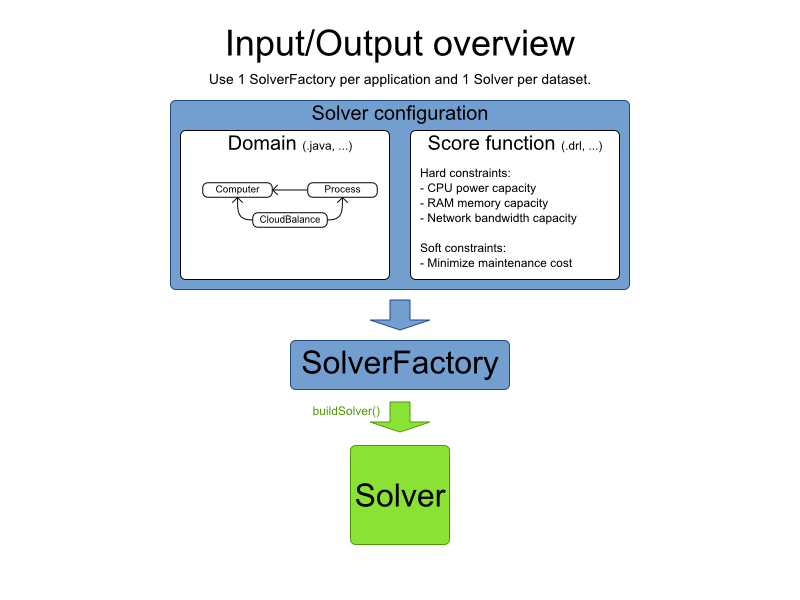 Input/Output overview
Use 1 SolverFactory per application and 1 Solver per dataset.
Solver configuration
Domain (.java, ...)
Computer
Process
CloudBalance
Score function (.drl, ...)
Hard constraints:
- CPU power capacity
- RAM memory capacity
- Network bandwidth capacity
Soft constraints:
- Minimize maintenance cost
SolverFactory
buildSolver()
Solver